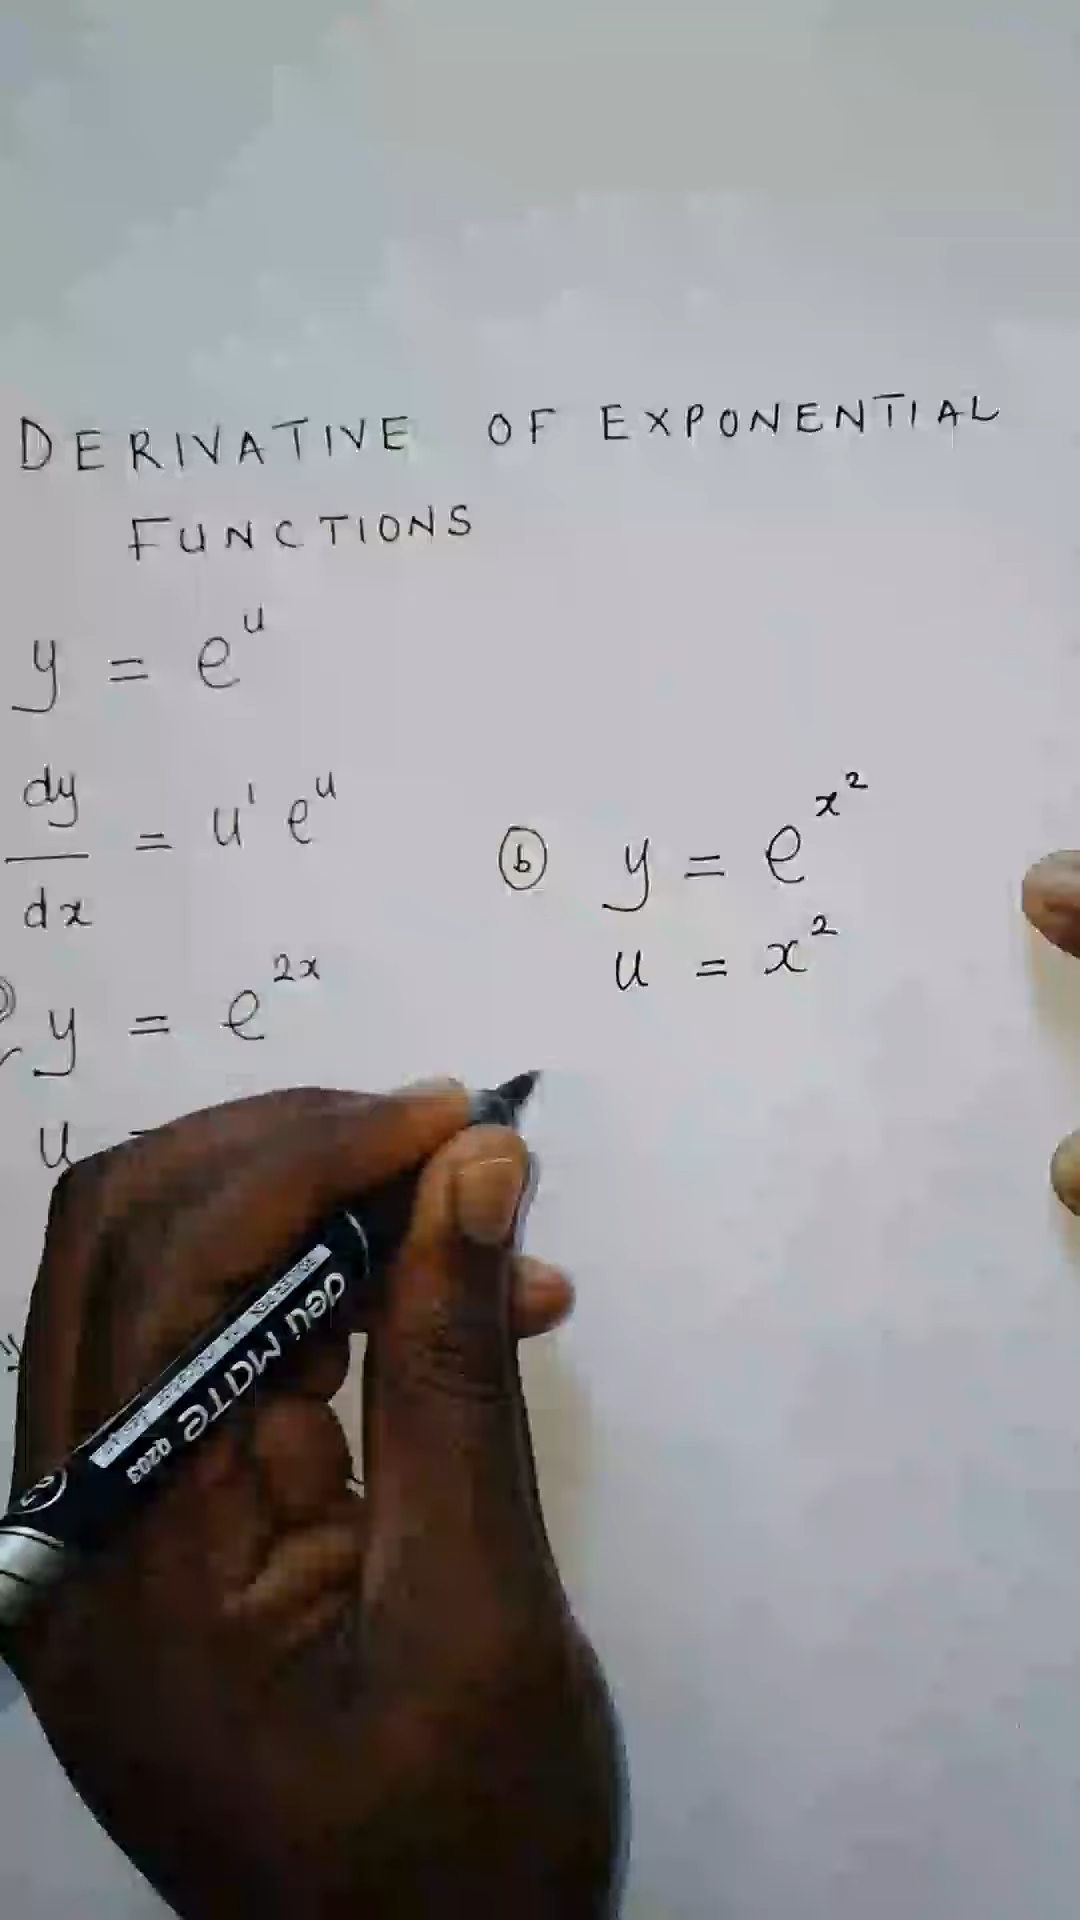 DERIVATIVE OF EXPONENTIAL
FUNCTIONS
y = e^u
dy/dx = u' e^u
y = e^2x
u
ⓑ y = e^x²
u = x²
deli MATE 0203